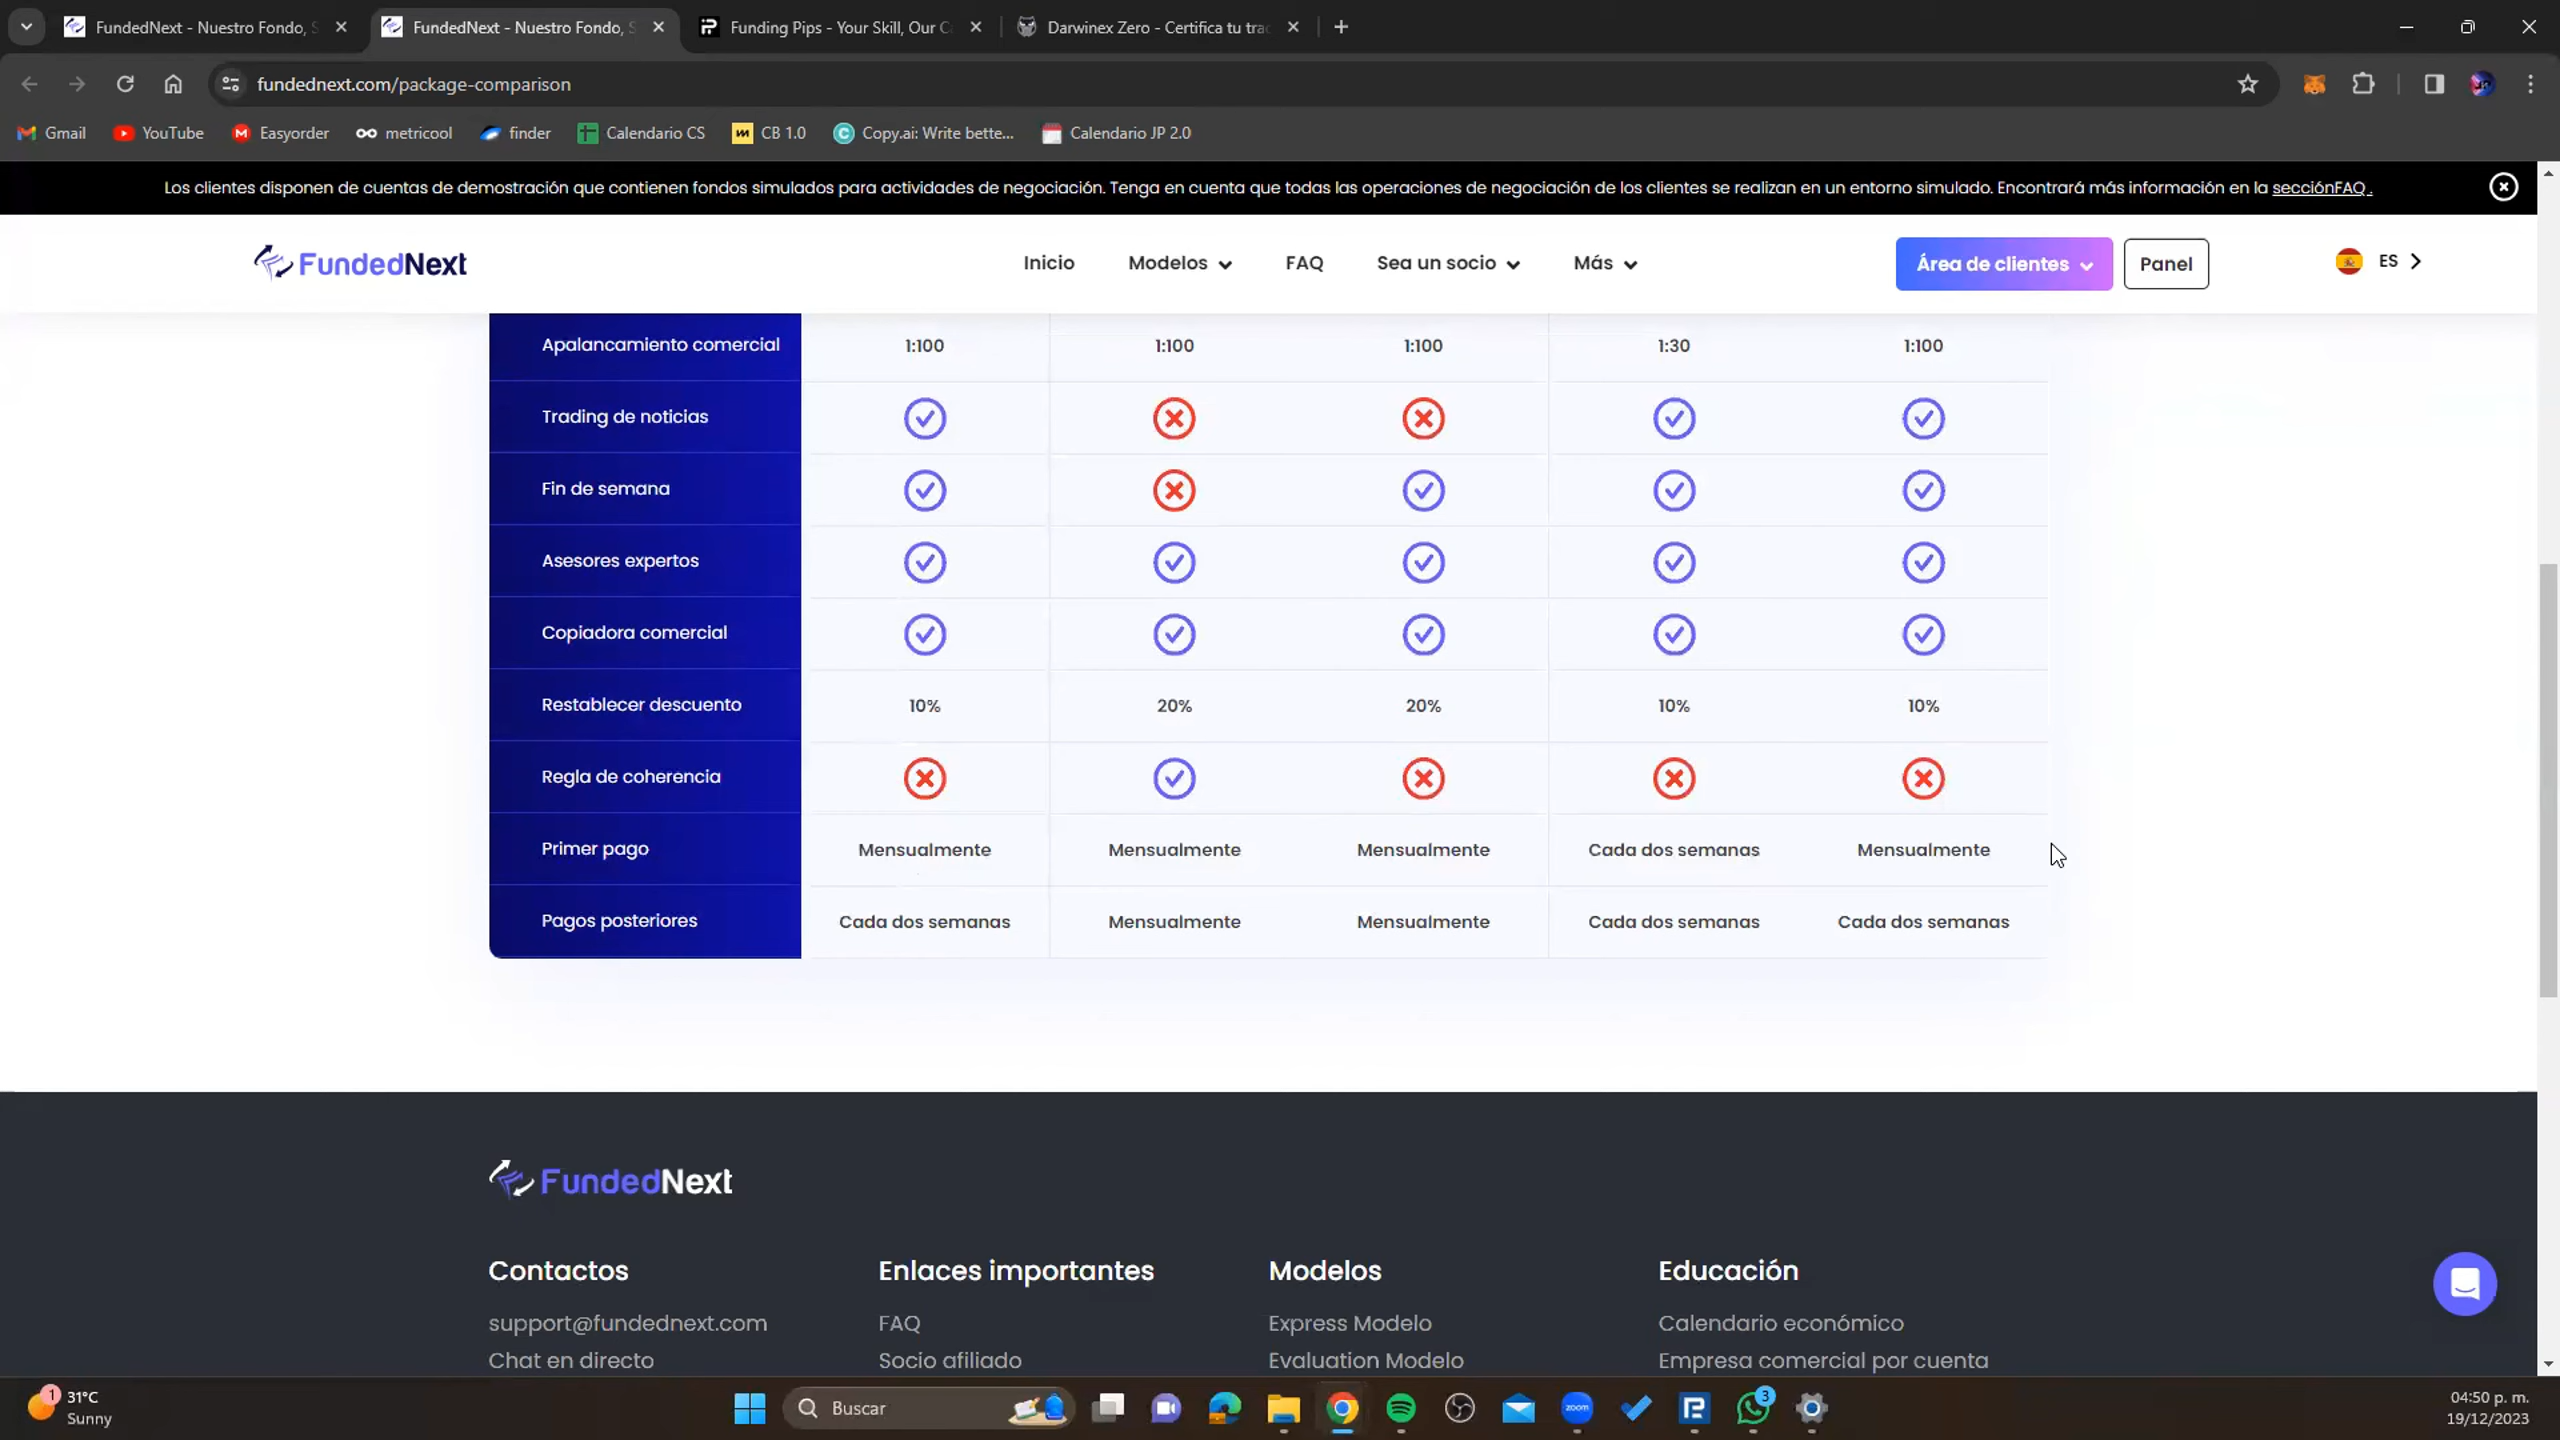 FundedNext - Nuestro Fondo, S
FundedNext - Nuestro Fondo, S
Funding Pips - Your Skill, Our C
Darwinex Zero - Certifica tu tra
fundednext.com/package-comparison
Gmail
YouTube
Easyorder
metricool
finder
Calendario CS
CB 1.0
Copy.ai: Write bette...
Calendario JP 2.0
Los clientes disponen de cuentas de demostración que contienen fondos simulados para actividades de negociación. Tenga en cuenta que todas las operaciones de negociación de los clientes se realizan en un entorno simulado. Encontrará más información en la secciónFAQ .
FundedNext
Inicio
Modelos
FAQ
Sea un socio
Más
Área de clientes
Panel
ES
Apalancamiento comercial 1:100 1:100 1:100 1:30 1:100
Trading de noticias
Fin de semana
Asesores expertos
Copiadora comercial
Restablecer descuento 10% 20% 20% 10% 10%
Regla de coherencia
Primer pago Mensualmente Mensualmente Mensualmente Cada dos semanas Mensualmente
Pagos posteriores Cada dos semanas Mensualmente Mensualmente Cada dos semanas Cada dos semanas
FundedNext
Contactos Enlaces importantes Modelos Educación
support@fundednext.com FAQ Express Modelo Calendario económico
Chat en directo Socio afiliado Evaluation Modelo Empresa comercial por cuenta
1
31°C
Sunny
Buscar
zoom
3
04:50 p. m.
19/12/2023